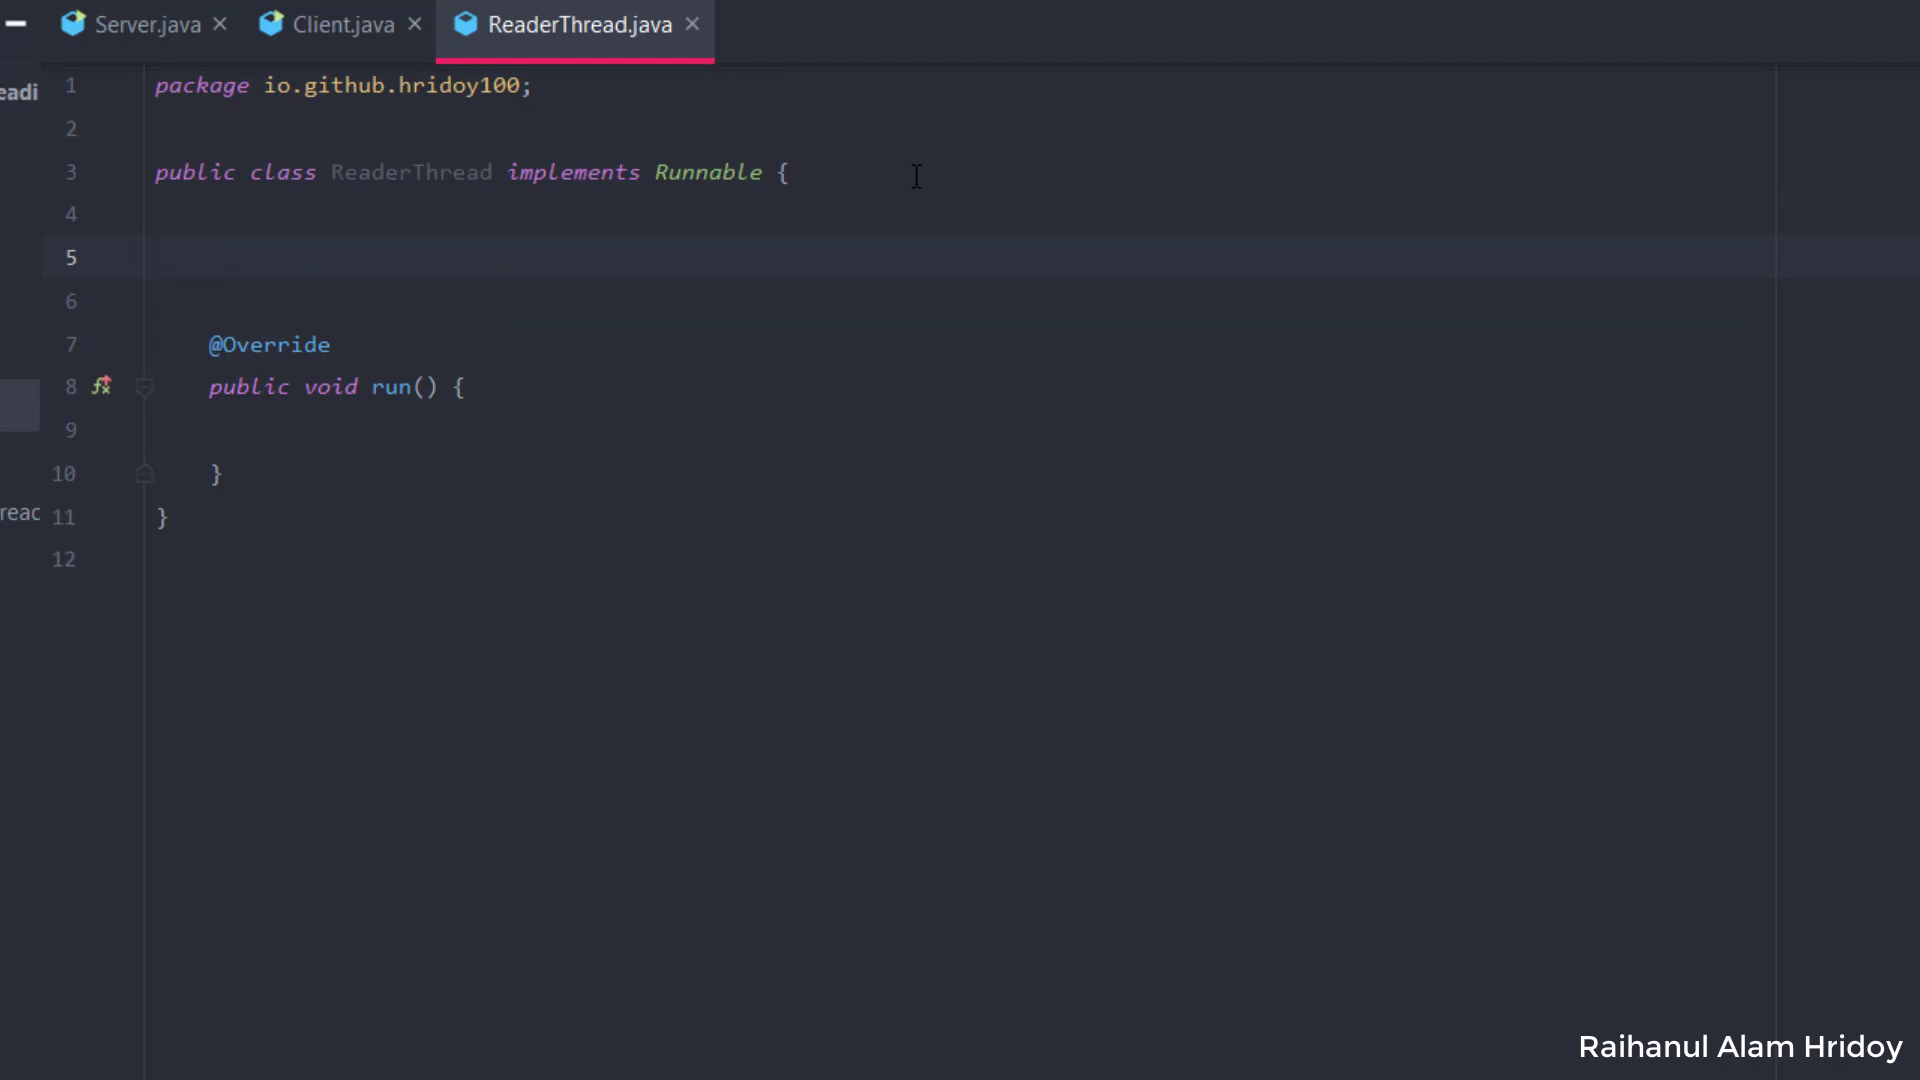 Server.java × Client.java × ReaderThread.java ×
eadi
1 package io.github.hridoy100;
2
3 public class ReaderThread implements Runnable {
4
5
6
7 @Override
8 public void run() {
9
10 }
reac
11 }
12
Raihanul Alam Hridoy